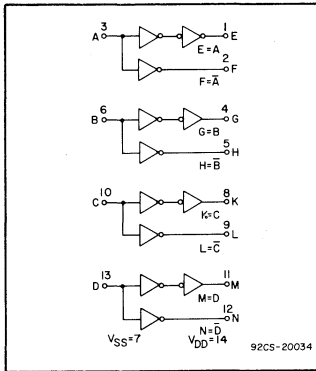 3 1
A E
E=A
2
F
F=A̅
6 4
B G
G=B
5
H
H=B̅
10 8
C K
K=C
9
L
L=C̅
13 11
D M
M=D
12
N
N=D̅
VSS=7 VDD=14
92CS-20034